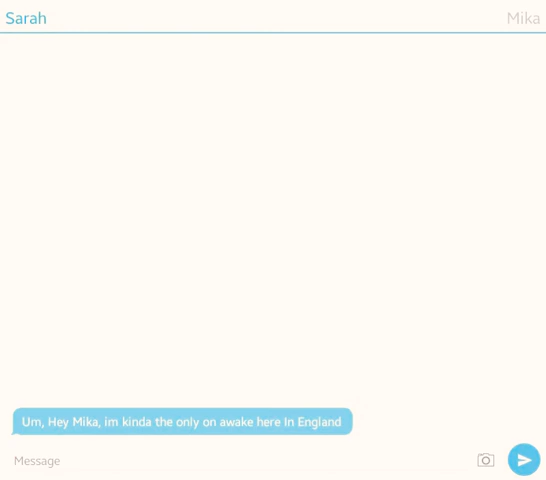 Sarah Mika
Um, Hey Mika, im kinda the only on awake here In England
Message